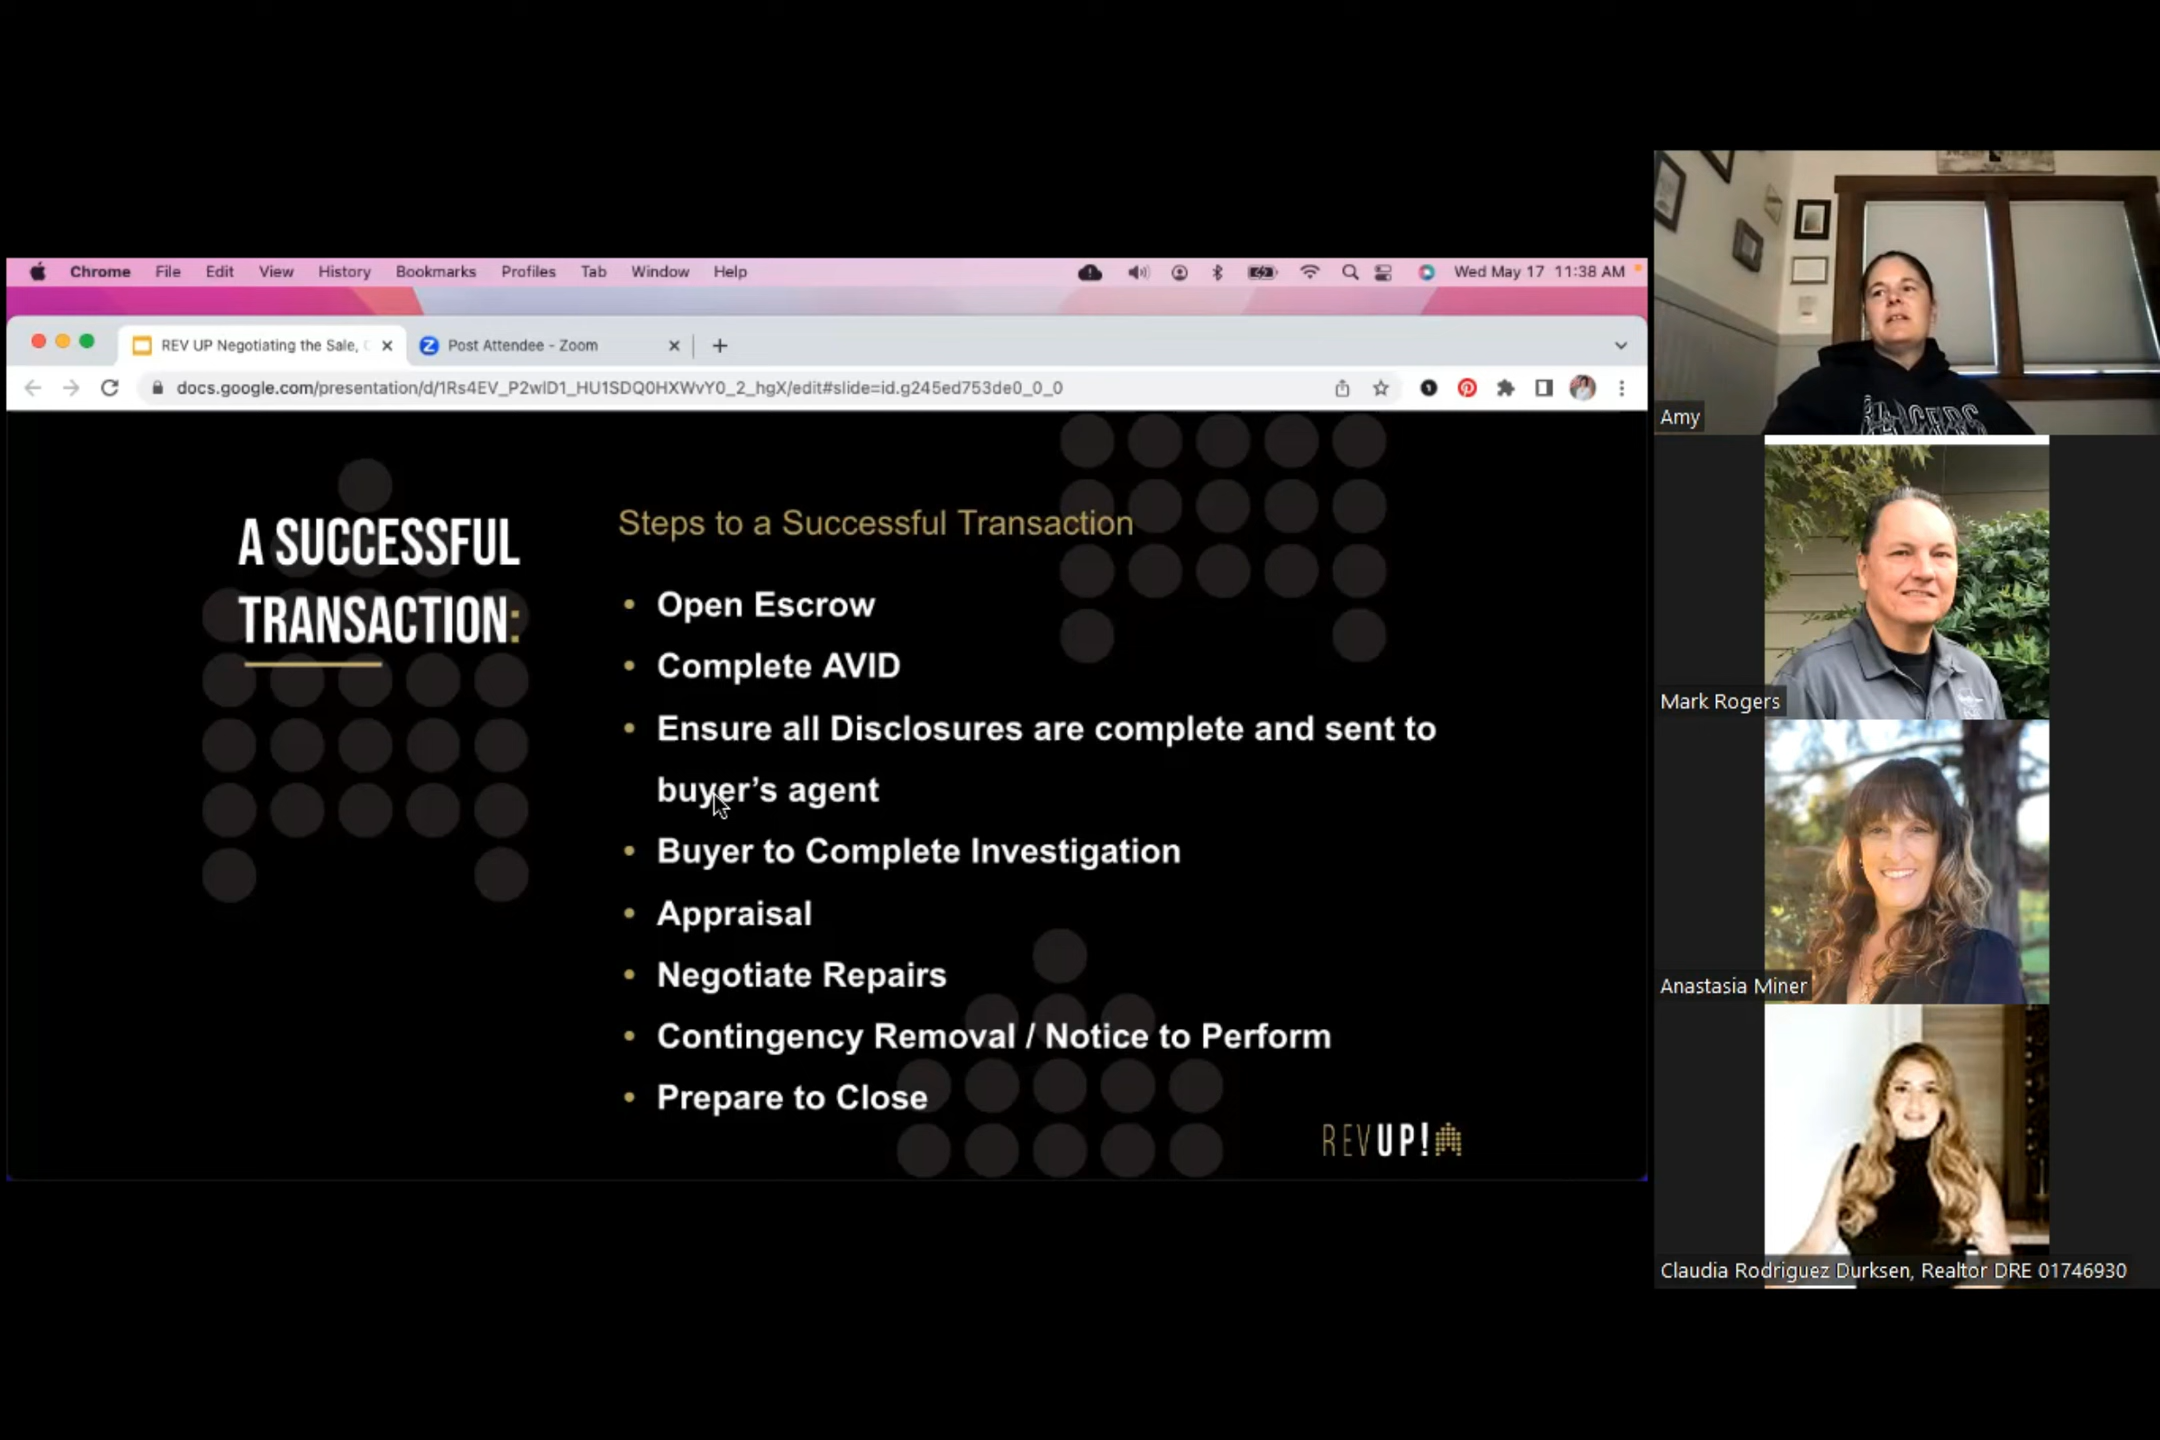 Chrome File Edit View History Bookmarks Profiles Tab Window Help Wed May 17 11:38 AM
REV UP Negotiating the Sale, Post Attendee - Zoom
docs.google.com/presentation/d/1Rs4EV_P2wlD1_HU1SDQ0HXWvY0_2_hgX/edit#slide=id.g245ed753de0_0_0
A SUCCESSFUL
TRANSACTION:
Steps to a Successful Transaction
• Open Escrow
• Complete AVID
• Ensure all Disclosures are complete and sent to
buyer’s agent
• Buyer to Complete Investigation
• Appraisal
• Negotiate Repairs
• Contingency Removal / Notice to Perform
• Prepare to Close
REVUP!
Amy
Mark Rogers
Anastasia Miner
Claudia Rodriguez Durksen, Realtor DRE 01746930